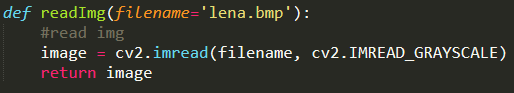 def readImg(filename='lena.bmp'):
    #read img
    image = cv2.imread(filename, cv2.IMREAD_GRAYSCALE)
    return image